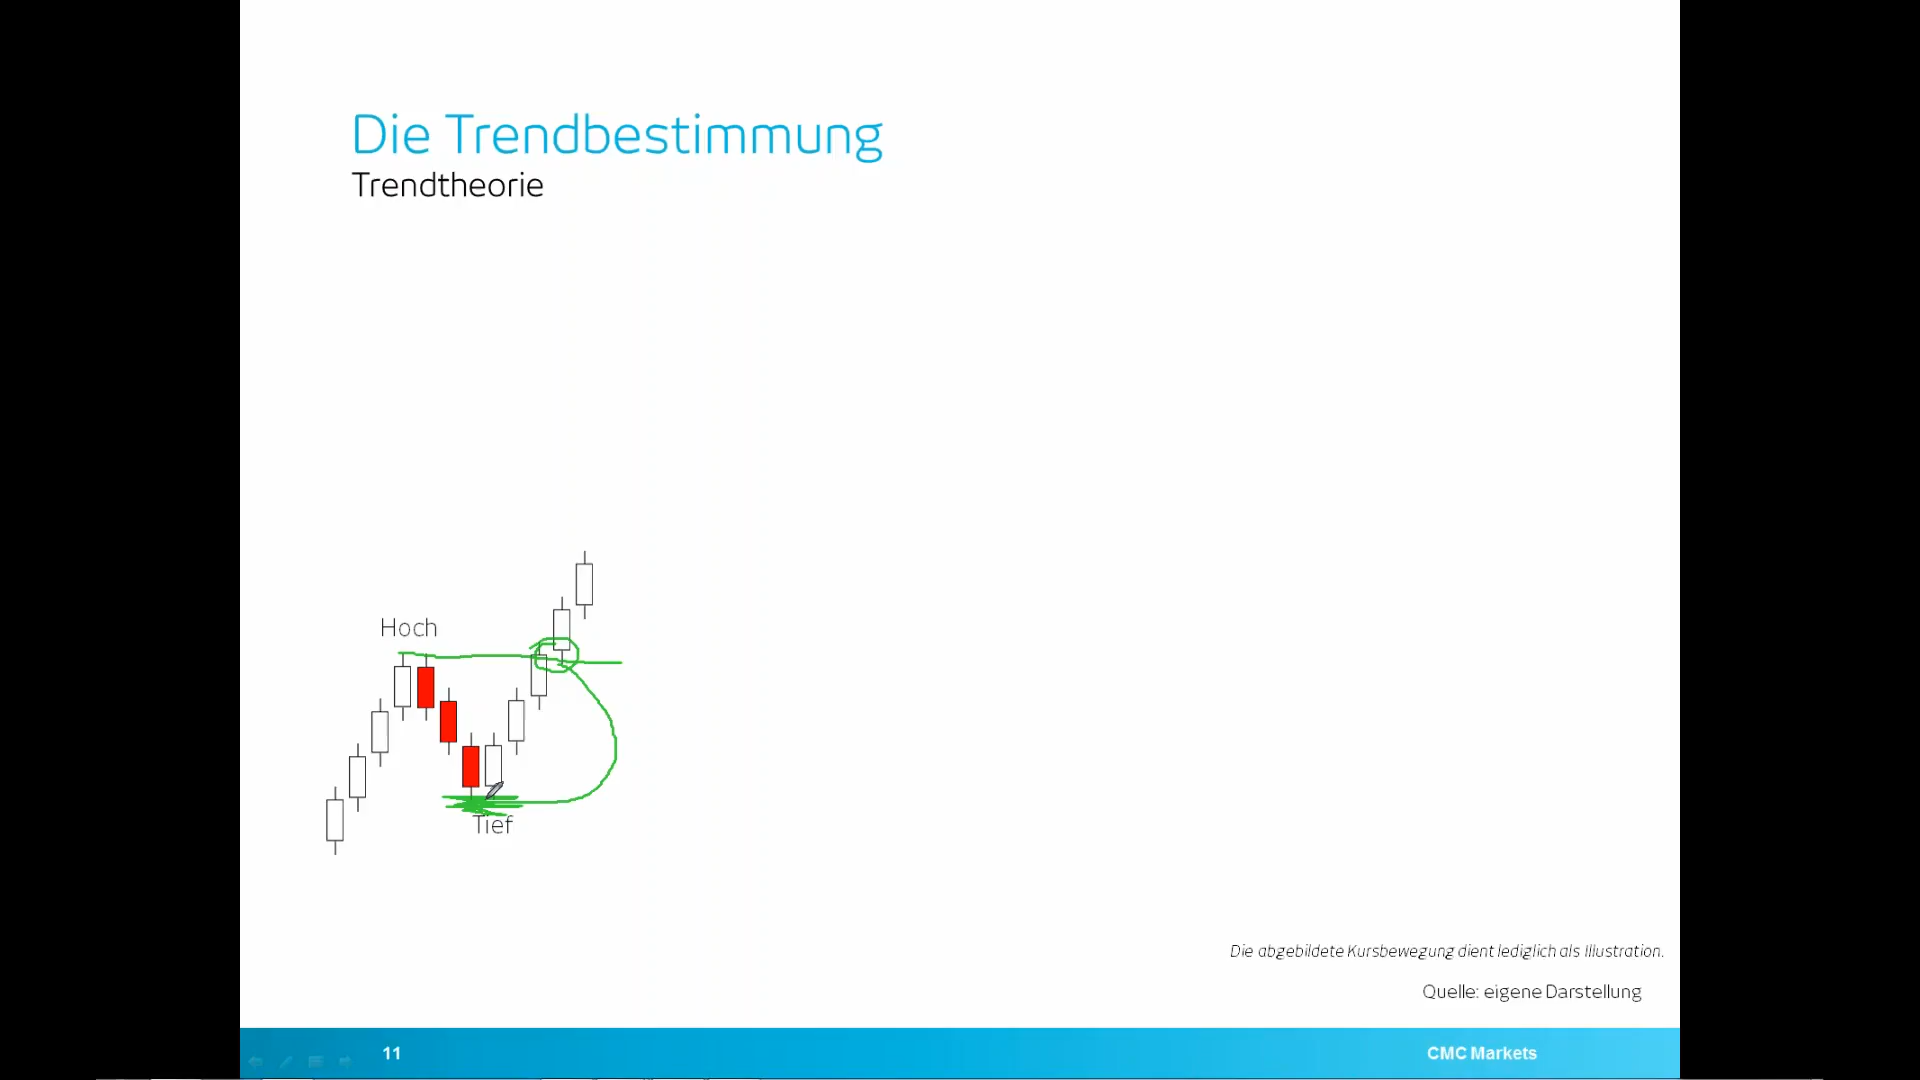 Die Trendbestimmung
Trendtheorie
Hoch
Tief
Die abgebildete Kursbewegung dient lediglich als Illustration.
Quelle: eigene Darstellung
11
CMC Markets